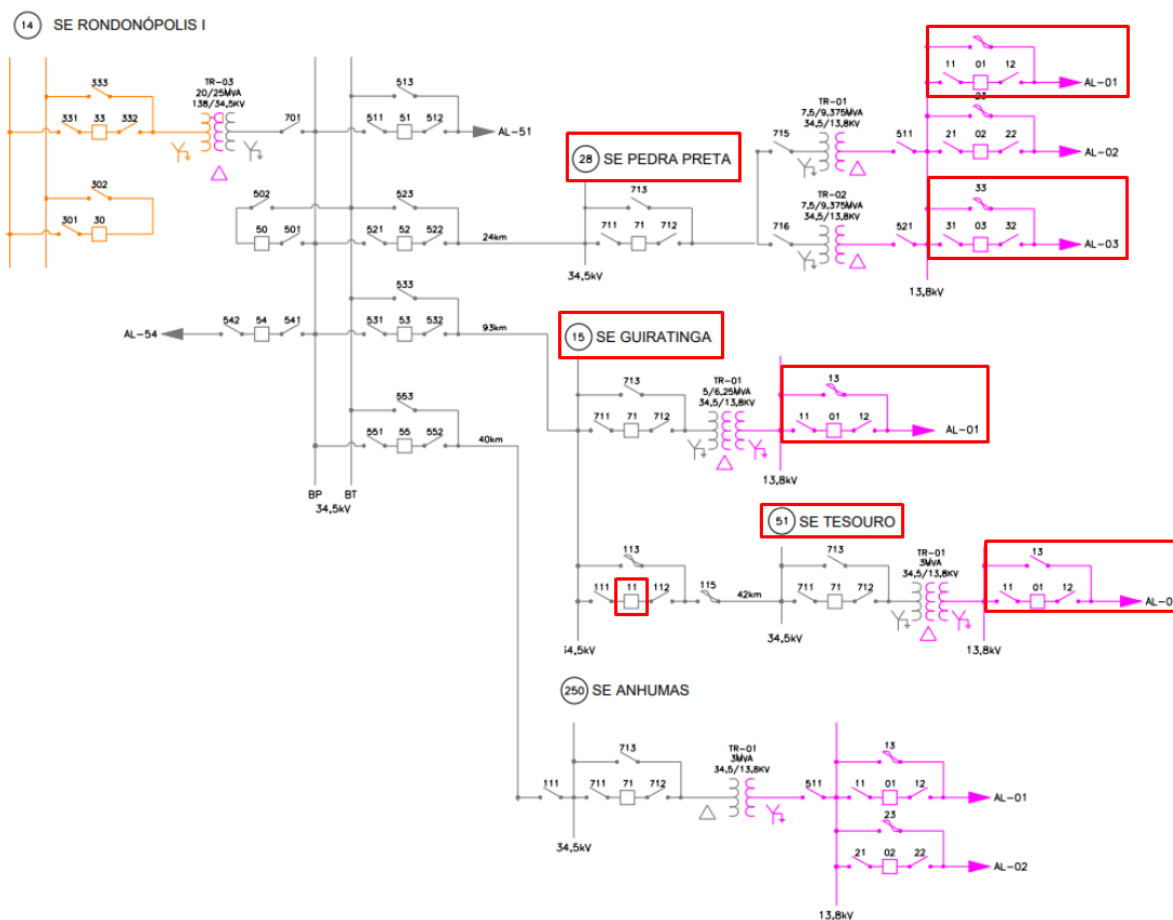 14 SE RONDONÓPOLIS I
333
331 33 332
TR-03
20/25MVA
138/34,5KV
701
302
301 30
513
511 51 512
AL-51
502
50 501
523
521 52 522
24km
533
542 54 541
AL-54
531 53 532
93km
553
551 55 552
40km
BP BT
34,5kV
28 SE PEDRA PRETA
713
711 71 712
34,5kV
715
TR-01
7,5/9,375MVA
34,5/13,8KV
511
716
TR-02
7,5/9,375MVA
34,5/13,8KV
521
11 01 12
AL-01
23
21 02 22
AL-02
33
31 03 32
AL-03
13,8kV
15 SE GUIRATINGA
713
711 71 712
TR-01
5/6,25MVA
34,5/13,8KV
13
11 01 12
AL-01
13,8kV
113
111 11 112
115
42km
34,5kV
51 SE TESOURO
713
711 71 712
34,5kV
TR-01
3MVA
34,5/13,8KV
13
11 01 12
AL-0
13,8kV
250 SE ANHUMAS
111
713
711 71 712
34,5kV
TR-01
3MVA
34,5/13,8KV
511
13
11 01 12
AL-01
23
21 02 22
AL-02
13,8kV